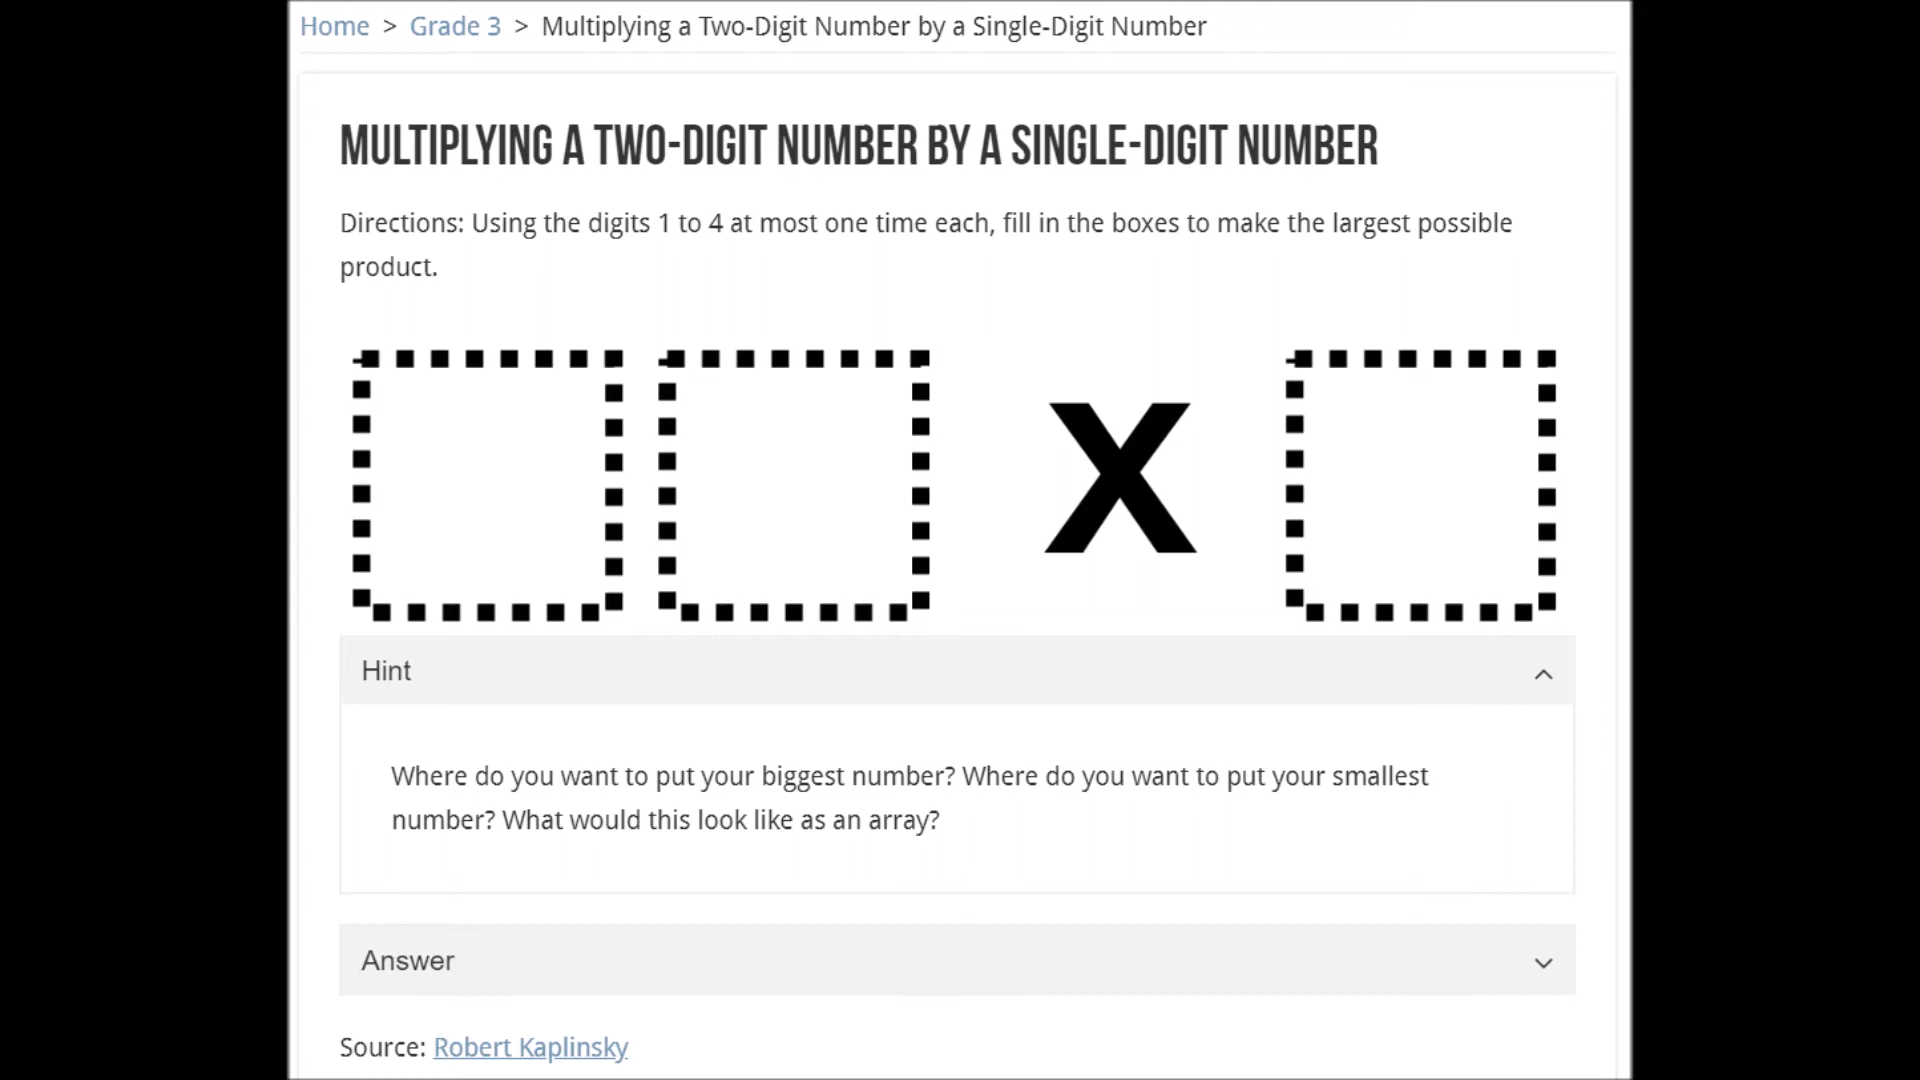 Home > Grade 3 > Multiplying a Two-Digit Number by a Single-Digit Number
MULTIPLYING A TWO-DIGIT NUMBER BY A SINGLE-DIGIT NUMBER
Directions: Using the digits 1 to 4 at most one time each, fill in the boxes to make the largest possible
product.
X
Hint
Where do you want to put your biggest number? Where do you want to put your smallest
number? What would this look like as an array?
Answer
Source: Robert Kaplinsky